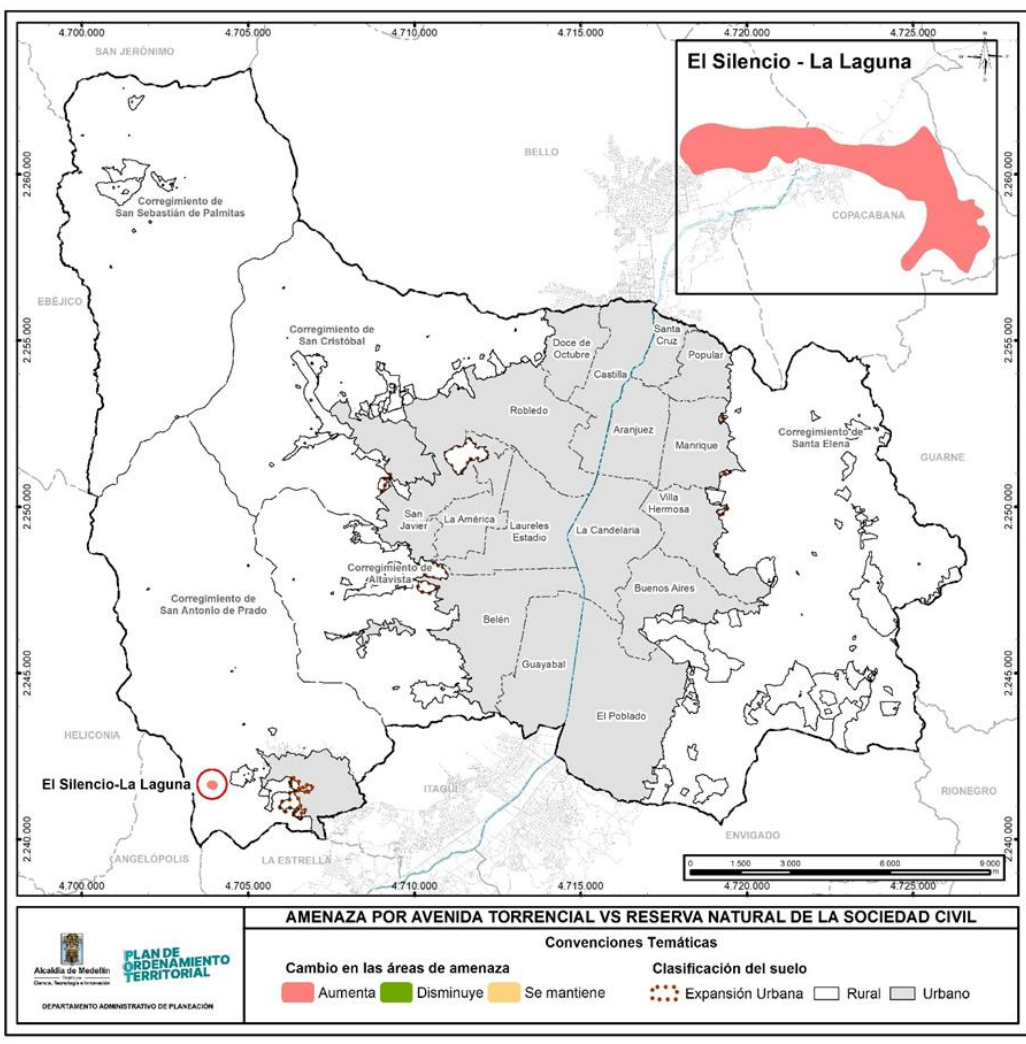 4.700.000
4.705.000
4.710.000
4.715.000
4.720.000
4.725.000
SAN JERÓNIMO
El Silencio - La Laguna
BELLO
2.260.000
2.260.000
Corregimiento de
San Sebastián de Palmitas
COPACABANA
EBÉJICO
Corregimiento de
San Cristóbal
Santa
Cruz
Doce de
Octubre
Popular
2.255.000
2.255.000
Castilla
Robledo
Aranjuez
Manrique
Corregimiento de
Santa Elena
GUARNE
Villa
Hermosa
2.250.000
2.250.000
San
Javier
La América
Laureles
Estadio
La Candelaria
Corregimiento de
Altavista
Buenos Aires
Corregimiento de
San Antonio de Prado
Belén
Guayabal
2.245.000
2.245.000
El Poblado
HELICONIA
El Silencio-La Laguna
ITAGÜÍ
RIONEGRO
ENVIGADO
2.240.000
2.240.000
ANGELÓPOLIS
LA ESTRELLA
0 1.500 3.000 6.000 9.000
m
4.700.000
4.705.000
4.710.000
4.715.000
4.720.000
4.725.000
AMENAZA POR AVENIDA TORRENCIAL VS RESERVA NATURAL DE LA SOCIEDAD CIVIL
Convenciones Temáticas
Alcaldía de Medellín
Ciencia, Tecnología e Innovación
PLAN DE
ORDENAMIENTO
TERRITORIAL
DEPARTAMENTO ADMINISTRATIVO DE PLANEACIÓN
Cambio en las áreas de amenaza
Aumenta
Disminuye
Se mantiene
Clasificación del suelo
Expansión Urbana
Rural
Urbano